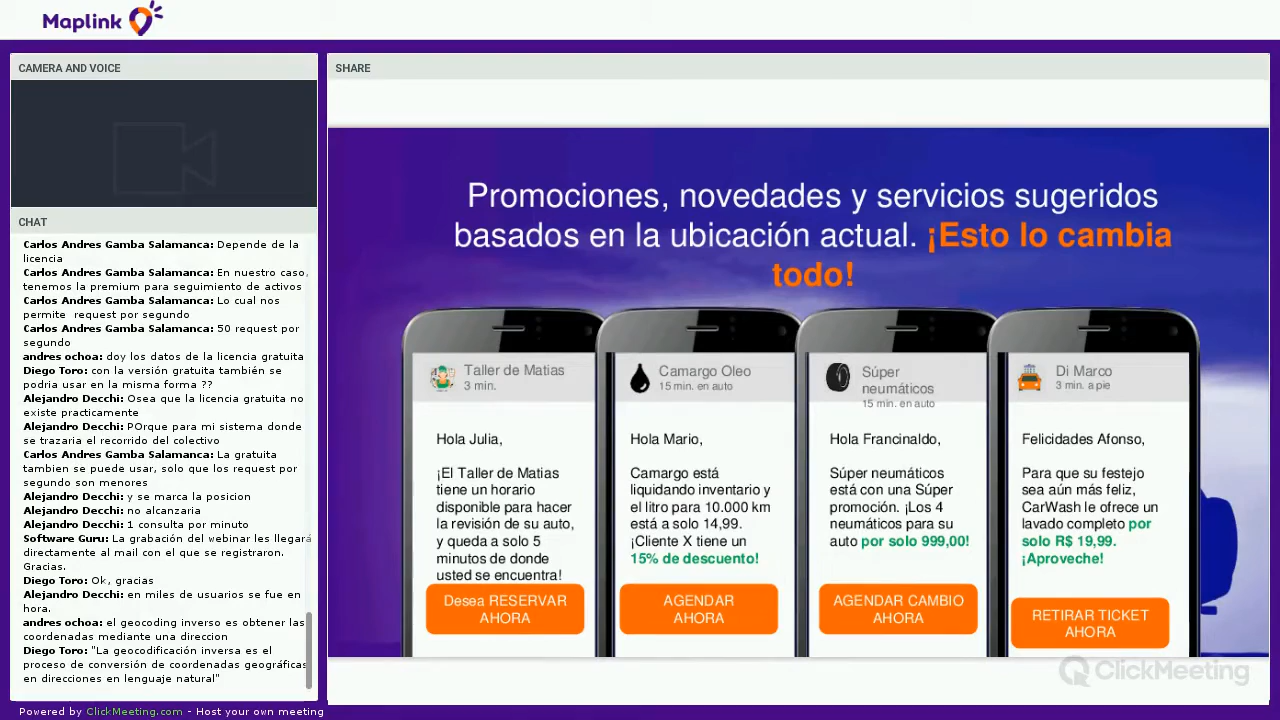 Maplink
CAMERA AND VOICE
CHAT
Carlos Andres Gamba Salamanca: Depende de la
licencia
Carlos Andres Gamba Salamanca: En nuestro caso,
tenemos la premium para seguimiento de activos
Carlos Andres Gamba Salamanca: Lo cual nos
permite request por segundo
Carlos Andres Gamba Salamanca: 50 request por
segundo
andres ochoa: doy los datos de la licencia gratuita
Diego Toro: con la versión gratuita también se
podria usar en la misma forma ??
Alejandro Decchi: Osea que la licencia gratuita no
existe practicamente
Alejandro Decchi: POrque para mi sistema donde
se trazaria el recorrido del colectivo
Carlos Andres Gamba Salamanca: La gratuita
tambien se puede usar, solo que los request por
segundo son menores
Alejandro Decchi: y se marca la posicion
Alejandro Decchi: no alcanzaria
Alejandro Decchi: 1 consulta por minuto
Software Guru: La grabación del webinar les llegará
directamente al mail con el que se registraron.
Gracias.
Diego Toro: Ok, gracias
Alejandro Decchi: en miles de usuarios se fue en
hora.
andres ochoa: el geocoding inverso es obtener las
coordenadas mediante una direccion
Diego Toro: "La geocodificación inversa es el
proceso de conversión de coordenadas geográficas
en direcciones en lenguaje natural"
SHARE
Promociones, novedades y servicios sugeridos
basados en la ubicación actual. ¡Esto lo cambia
todo!
Taller de Matias
3 min.
Hola Julia,
¡El Taller de Matias
tiene un horario
disponible para hacer
la revisión de su auto,
y queda a solo 5
minutos de donde
usted se encuentra!
Desea RESERVAR
AHORA
Camargo Oleo
15 min. en auto
Hola Mario,
Camargo está
liquidando inventario y
el litro para 10.000 km
está a solo 14,99.
¡Cliente X tiene un
15% de descuento!
AGENDAR
AHORA
Súper
neumáticos
15 min. en auto
Hola Francinaldo,
Súper neumáticos
está con una Súper
promoción. ¡Los 4
neumáticos para su
auto por solo 999,00!
AGENDAR CAMBIO
AHORA
Di Marco
3 min. a pie
Felicidades Afonso,
Para que su festejo
sea aún más feliz,
CarWash le ofrece un
lavado completo por
solo R$ 19,99.
¡Aproveche!
RETIRAR TICKET
AHORA
ClickMeeting
Powered by ClickMeeting.com - Host your own meeting